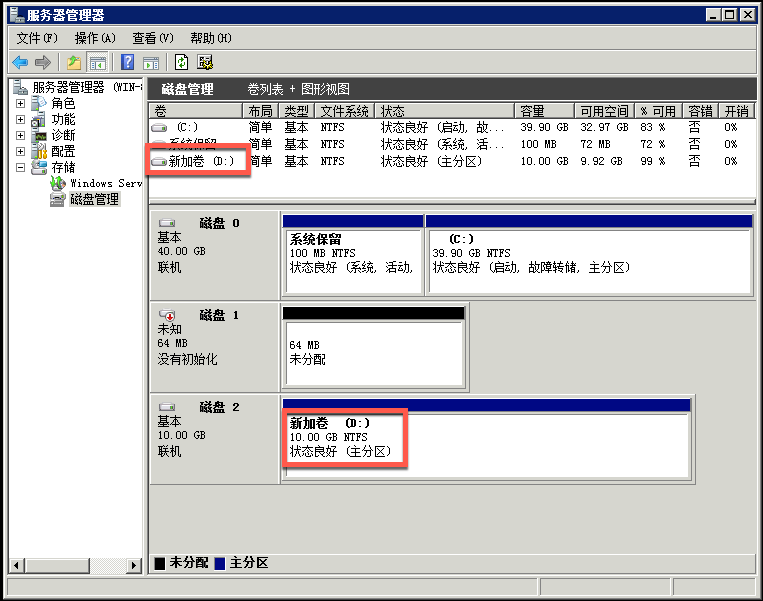 服务器管理器
文件(F) 操作(A) 查看(V) 帮助(H)
服务器管理器 (WIN-
角色
功能
诊断
配置
存储
Windows Serv
磁盘管理
磁盘管理 卷列表 + 图形视图
卷 布局 类型 文件系统 状态 容量 可用空间 % 可用 容错 开销
(C:) 简单 基本 NTFS 状态良好 (启动, 故... 39.90 GB 32.97 GB 83 % 否 0%
系统保留 简单 基本 NTFS 状态良好 (系统, 活... 100 MB 72 MB 72 % 否 0%
新加卷 (D:) 简单 基本 NTFS 状态良好 (主分区) 10.00 GB 9.92 GB 99 % 否 0%
磁盘 0
基本
40.00 GB
联机
系统保留
100 MB NTFS
状态良好 (系统, 活动,
(C:)
39.90 GB NTFS
状态良好 (启动, 故障转储, 主分区)
磁盘 1
未知
64 MB
没有初始化
64 MB
未分配
磁盘 2
基本
10.00 GB
联机
新加卷 (D:)
10.00 GB NTFS
状态良好 (主分区)
未分配 主分区